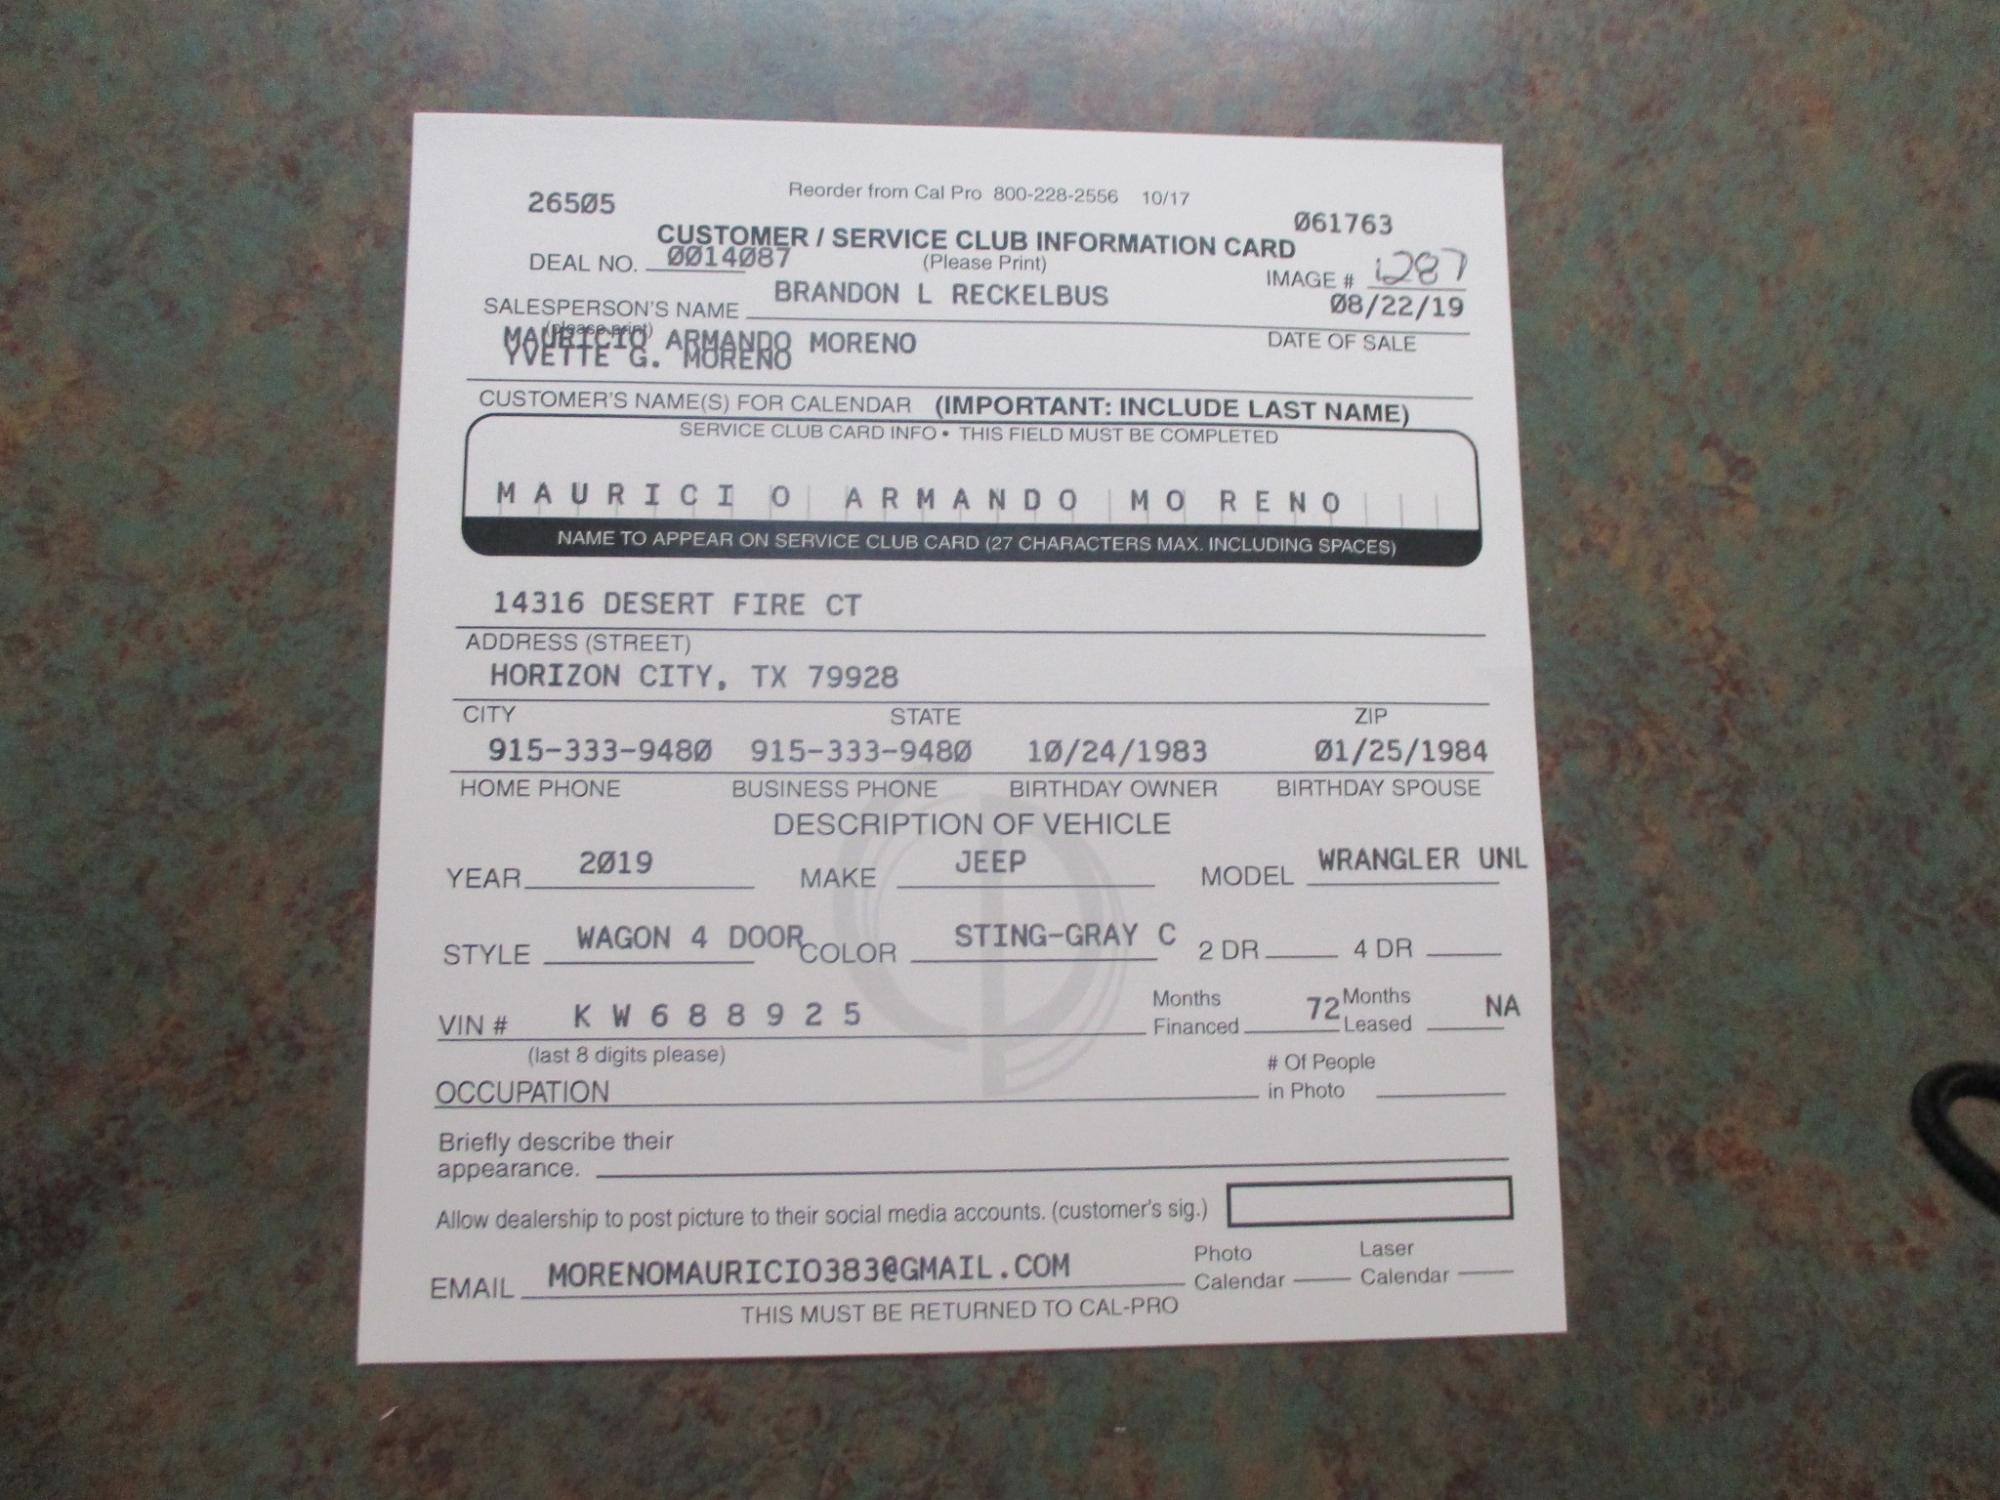 26505 Reorder from Cal Pro 800-228-2556 10/17 061763
CUSTOMER / SERVICE CLUB INFORMATION CARD
DEAL NO. 0014087 (Please Print) IMAGE # 1287
SALESPERSON'S NAME BRANDON L RECKELBUS 08/22/19
(please print) DATE OF SALE
MAURICIO ARMANDO MORENO
YVETTE G. MORENO
CUSTOMER'S NAME(S) FOR CALENDAR (IMPORTANT: INCLUDE LAST NAME)
SERVICE CLUB CARD INFO • THIS FIELD MUST BE COMPLETED
MAURICIO ARMANDO MORENO
NAME TO APPEAR ON SERVICE CLUB CARD (27 CHARACTERS MAX. INCLUDING SPACES)
14316 DESERT FIRE CT
ADDRESS (STREET)
HORIZON CITY, TX 79928
CITY STATE ZIP
915-333-9480 915-333-9480 10/24/1983 01/25/1984
HOME PHONE BUSINESS PHONE BIRTHDAY OWNER BIRTHDAY SPOUSE
DESCRIPTION OF VEHICLE
YEAR 2019 MAKE JEEP MODEL WRANGLER UNL
STYLE WAGON 4 DOOR COLOR STING-GRAY C 2 DR 4 DR
VIN # K W 6 8 8 9 2 5 Months Financed 72 Months Leased NA
(last 8 digits please)
OCCUPATION # Of People in Photo
Briefly describe their
appearance.
Allow dealership to post picture to their social media accounts. (customer's sig.)
EMAIL MORENOMAURICIO383@GMAIL.COM Photo Calendar Laser Calendar
THIS MUST BE RETURNED TO CAL-PRO